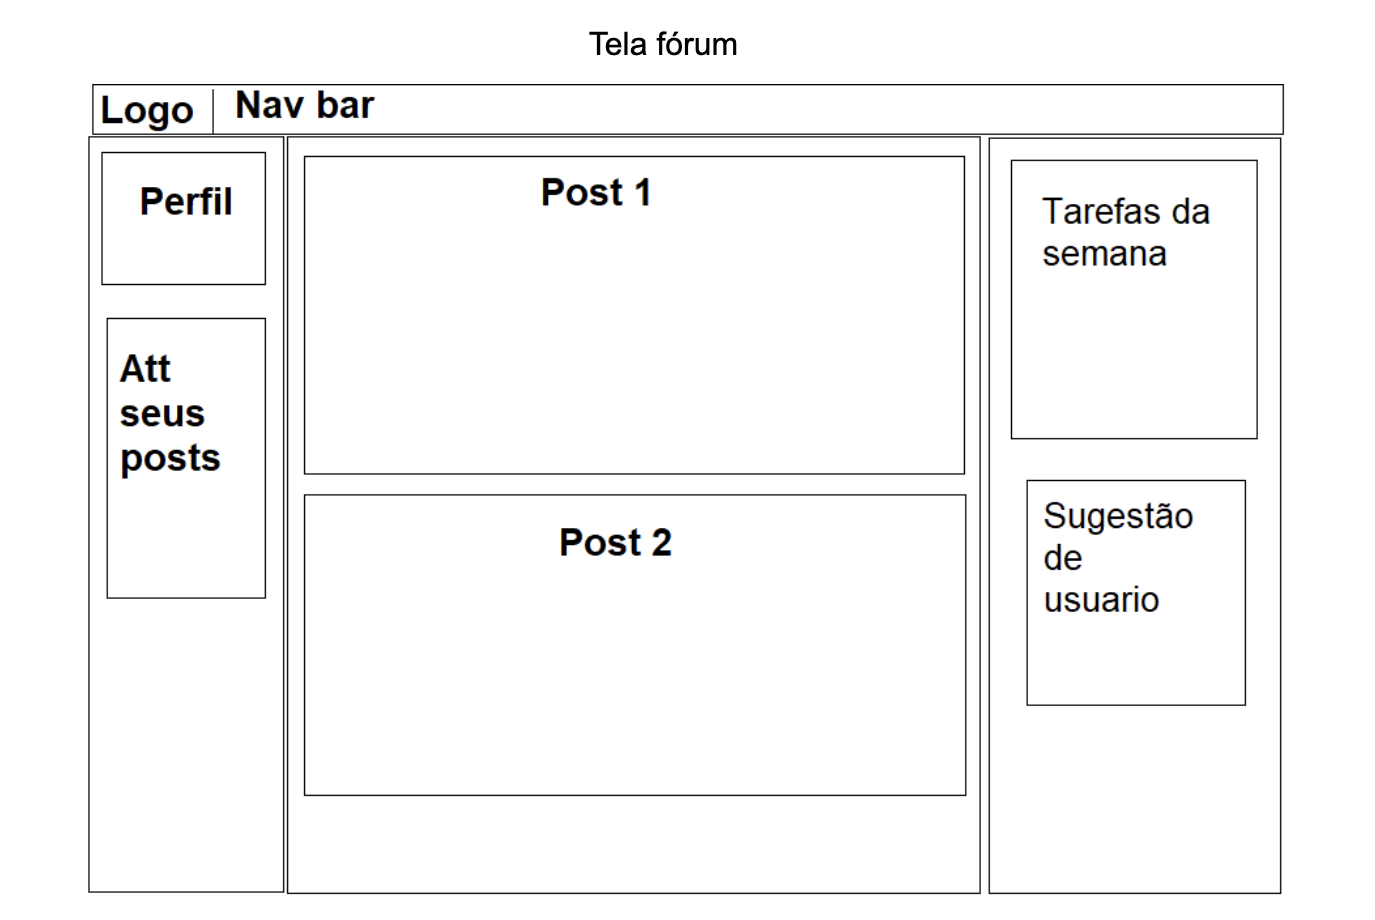 Tela fórum
Logo
Nav bar
Perfil
Att
seus
posts
Post 1
Post 2
Tarefas da
semana
Sugestão
de
usuario